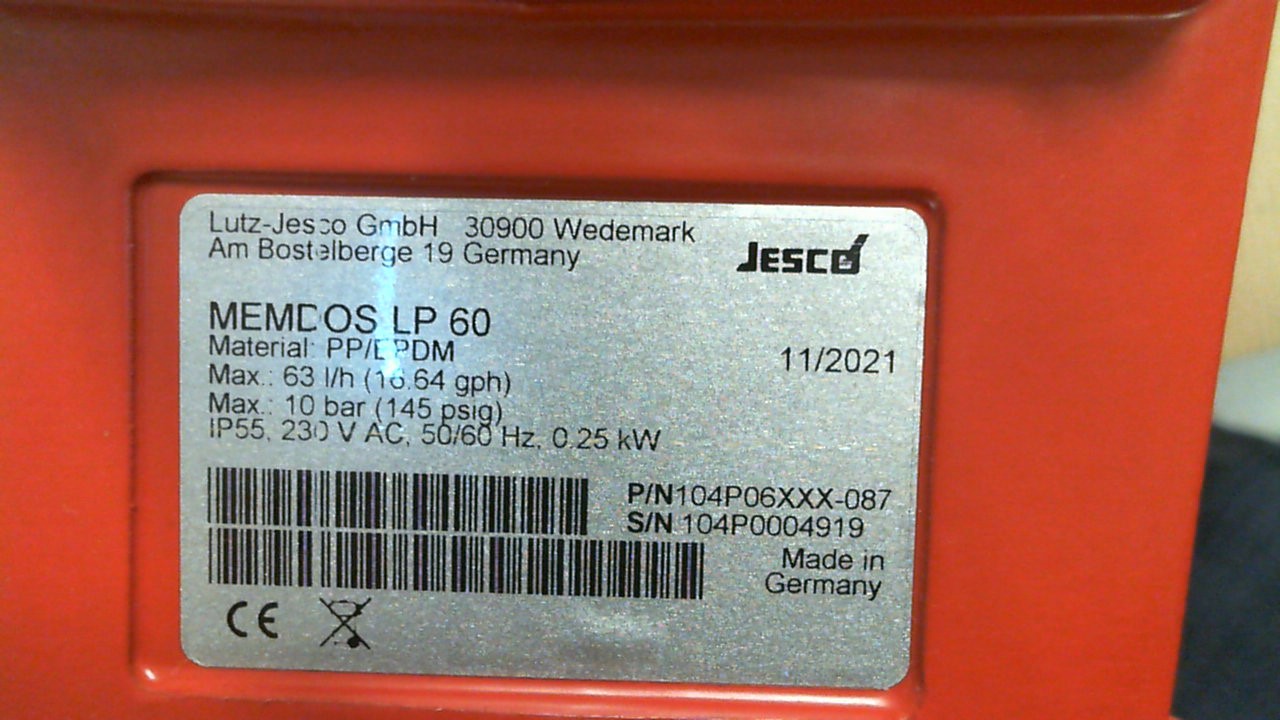 Lutz-Jesco GmbH 30900 Wedemark
Am Bostelberge 19 Germany
JESCO
MEMDOS LP 60
Material: PP/EPDM
11/2021
Max.: 63 l/h (16.64 gph)
Max.: 10 bar (145 psig)
IP55, 230 V AC, 50/60 Hz, 0.25 kW
P/N104P06XXX-087
S/N 104P0004919
Made in
Germany
CE